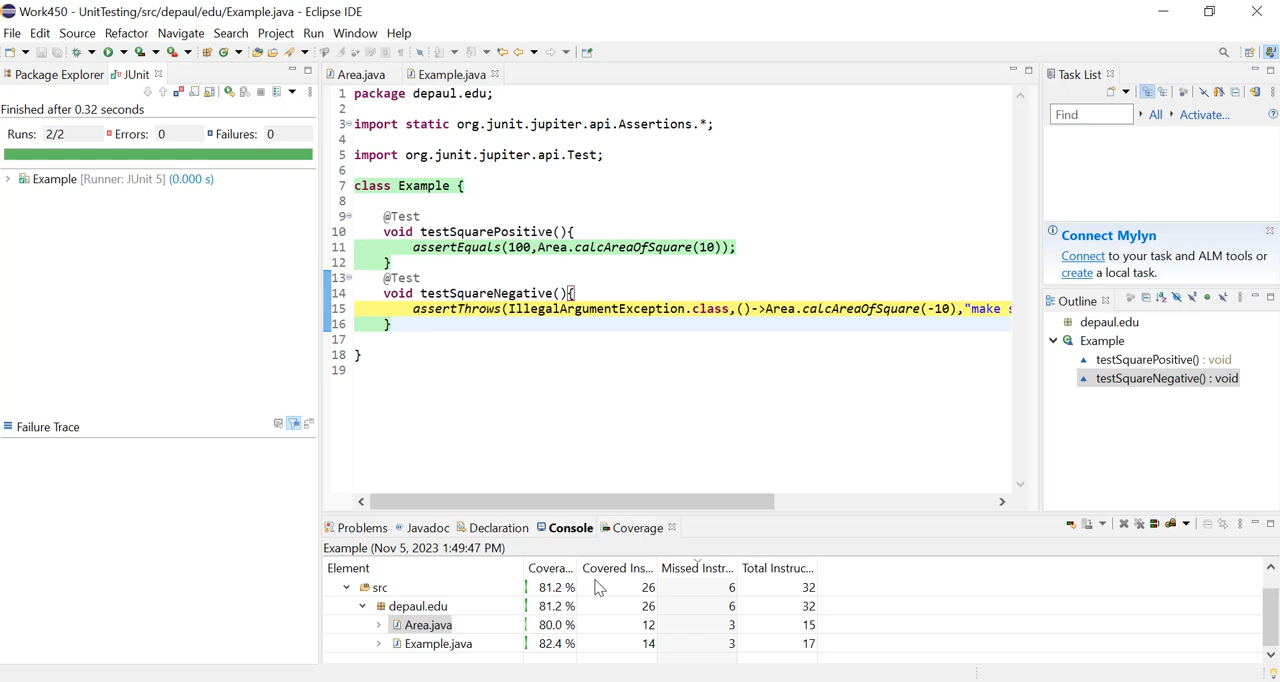 Work450 - UnitTesting/src/depaul/edu/Example.java - Eclipse IDE
File Edit Source Refactor Navigate Search Project Run Window Help
Package Explorer JUnit
Finished after 0.32 seconds
Runs: 2/2 Errors: 0 Failures: 0
Example [Runner: JUnit 5] (0.000 s)
Failure Trace
Area.java Example.java
1 package depaul.edu;
2
3 import static org.junit.jupiter.api.Assertions.*;
4
5 import org.junit.jupiter.api.Test;
6
7 class Example {
8
9 @Test
10 void testSquarePositive(){
11 assertEquals(100,Area.calcAreaOfSquare(10));
12 }
13 @Test
14 void testSquareNegative(){
15 assertThrows(IllegalArgumentException.class,()->Area.calcAreaOfSquare(-10),"make
16 }
17
18 }
19
Task List
Find All Activate...
Connect Mylyn
Connect to your task and ALM tools or
create a local task.
Outline
depaul.edu
Example
testSquarePositive() : void
testSquareNegative() : void
Problems Javadoc Declaration Console Coverage
Example (Nov 5, 2023 1:49:47 PM)
Element Covera... Covered Ins... Missed Instr... Total Instruc...
src 81.2 % 26 6 32
depaul.edu 81.2 % 26 6 32
Area.java 80.0 % 12 3 15
Example.java 82.4 % 14 3 17